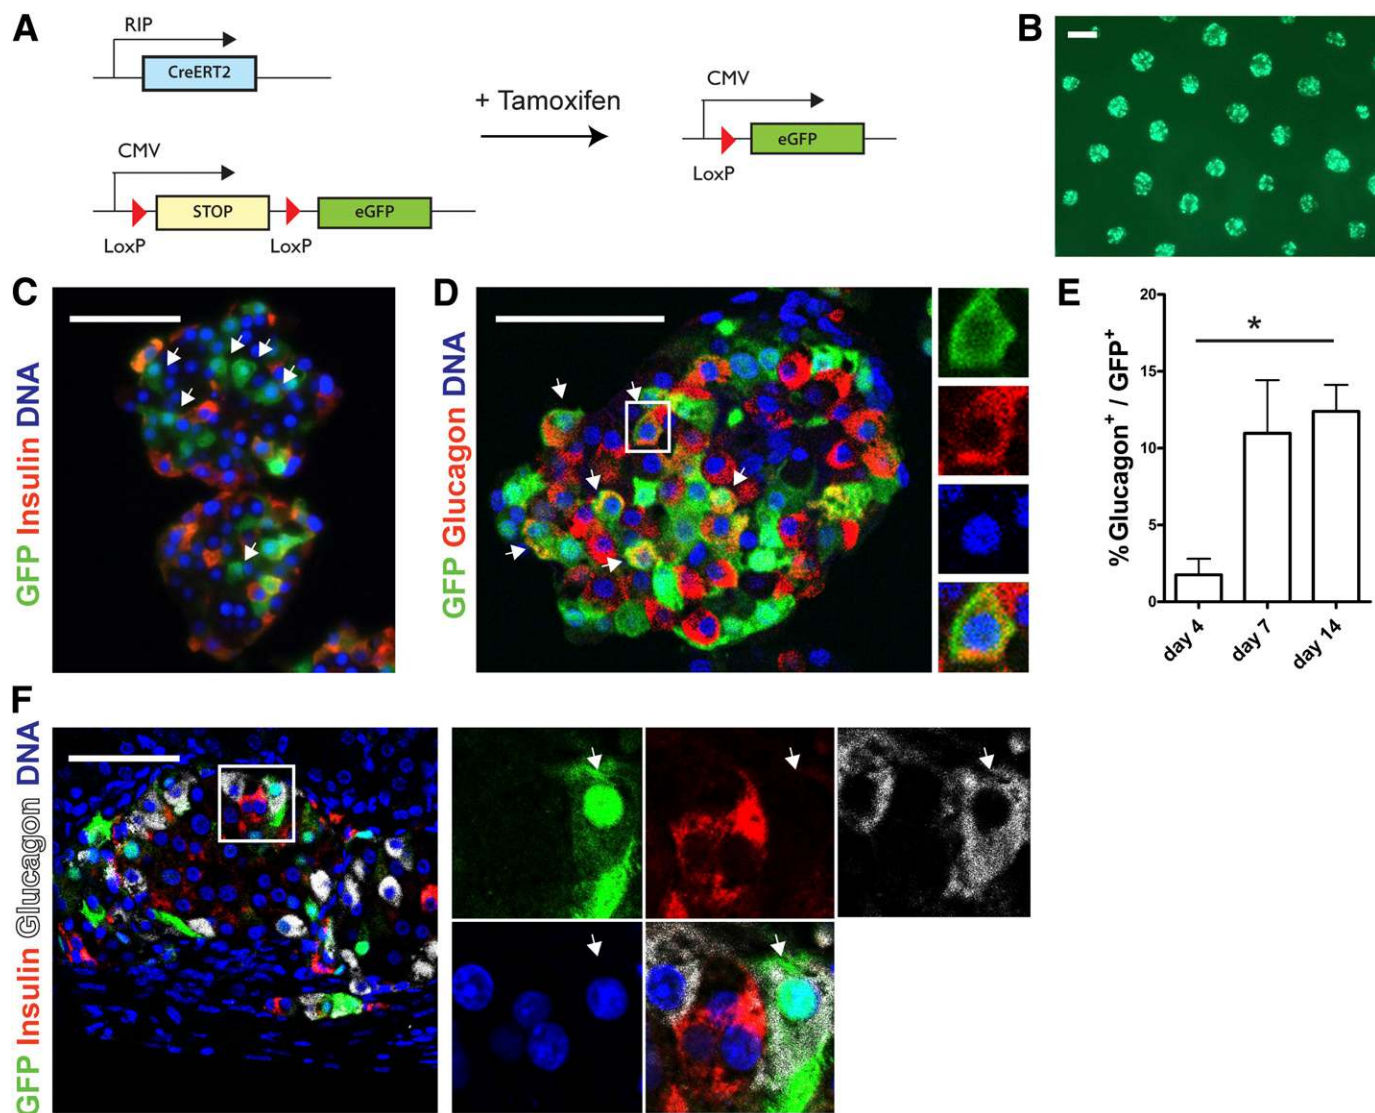 A
RIP
CreERT2
CMV
STOP
eGFP
LoxP
LoxP
+ Tamoxifen
CMV
eGFP
LoxP
B
C
GFP Insulin DNA
D
GFP Glucagon DNA
E
% Glucagon+ / GFP+
20
15
10
5
0
*
day 4
day 7
day 14
F
GFP Insulin Glucagon DNA